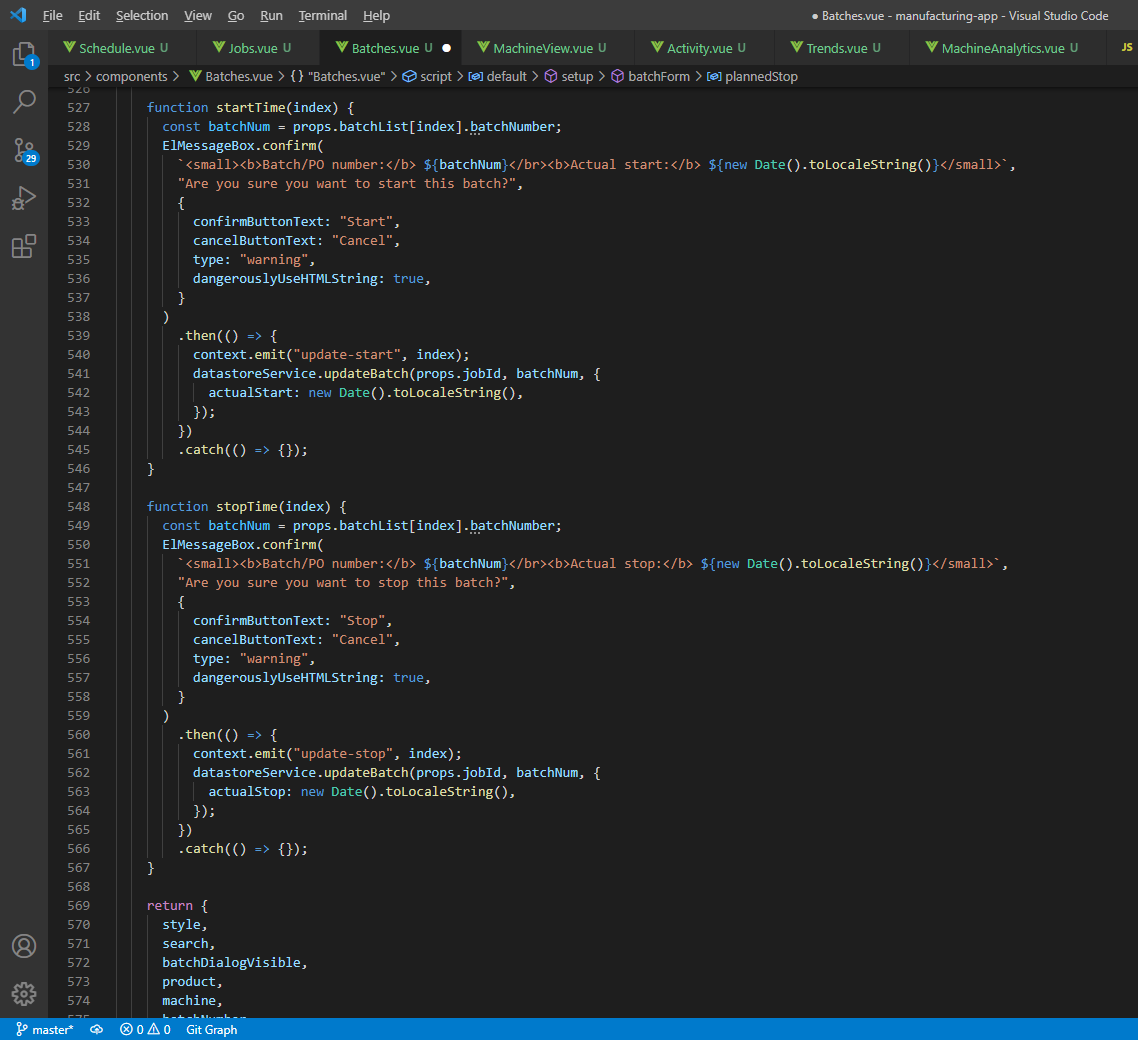 File Edit Selection View Go Run Terminal Help ● Batches.vue - manufacturing-app - Visual Studio Code
Schedule.vue U Jobs.vue U Batches.vue U ● MachineView.vue U Activity.vue U Trends.vue U MachineAnalytics.vue U JS
src > components > Batches.vue > {} "Batches.vue" > script > default > setup > batchForm > plannedStop
526
527 function startTime(index) {
528 const batchNum = props.batchList[index].batchNumber;
529 ElMessageBox.confirm(
530 `<small><b>Batch/PO number:</b> ${batchNum}</br><b>Actual start:</b> ${new Date().toLocaleString()}</small>`,
531 "Are you sure you want to start this batch?",
532 {
533 confirmButtonText: "Start",
534 cancelButtonText: "Cancel",
535 type: "warning",
536 dangerouslyUseHTMLString: true,
537 }
538 )
539 .then(() => {
540 context.emit("update-start", index);
541 datastoreService.updateBatch(props.jobId, batchNum, {
542 actualStart: new Date().toLocaleString(),
543 });
544 })
545 .catch(() => {});
546 }
547
548 function stopTime(index) {
549 const batchNum = props.batchList[index].batchNumber;
550 ElMessageBox.confirm(
551 `<small><b>Batch/PO number:</b> ${batchNum}</br><b>Actual stop:</b> ${new Date().toLocaleString()}</small>`,
552 "Are you sure you want to stop this batch?",
553 {
554 confirmButtonText: "Stop",
555 cancelButtonText: "Cancel",
556 type: "warning",
557 dangerouslyUseHTMLString: true,
558 }
559 )
560 .then(() => {
561 context.emit("update-stop", index);
562 datastoreService.updateBatch(props.jobId, batchNum, {
563 actualStop: new Date().toLocaleString(),
564 });
565 })
566 .catch(() => {});
567 }
568
569 return {
570 style,
571 search,
572 batchDialogVisible,
573 product,
574 machine,
575 batchNumber
1
29
master* 0 0 Git Graph